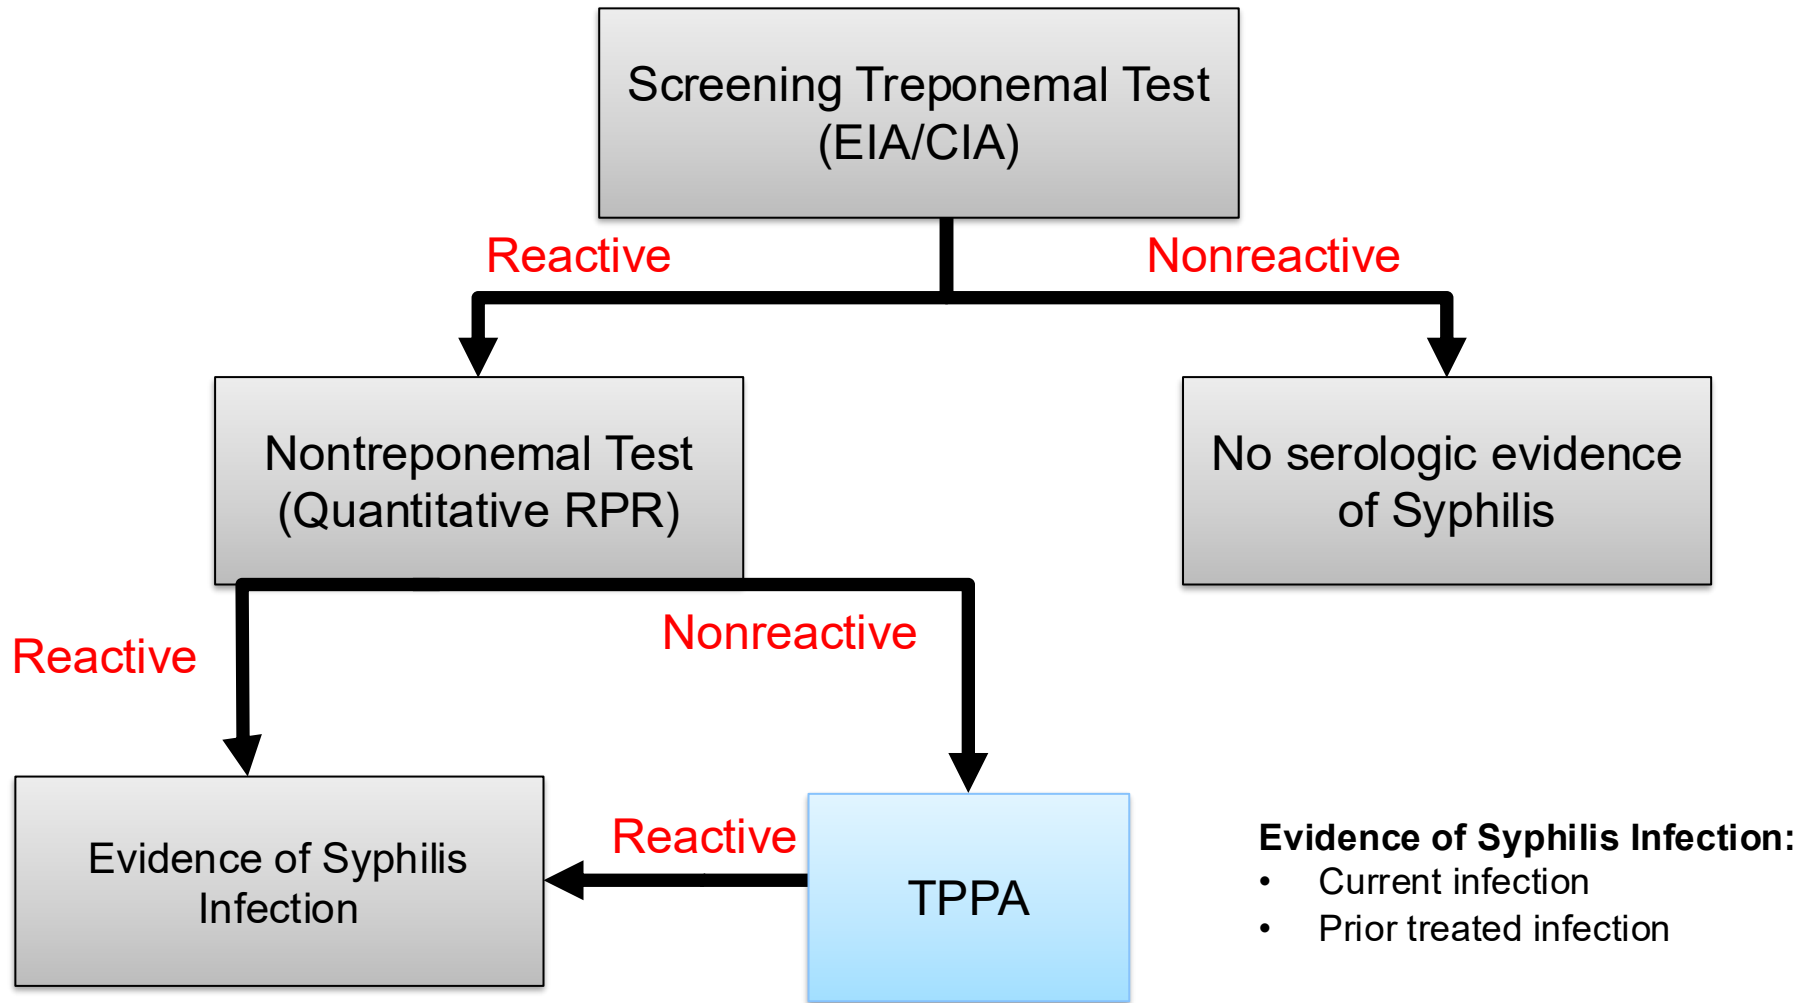 Screening Treponemal Test
(EIA/CIA)
Reactive
Nonreactive
Nontreponemal Test
(Quantitative RPR)
No serologic evidence
of Syphilis
Reactive
Nonreactive
Evidence of Syphilis
Infection
Reactive
TPPA
Evidence of Syphilis Infection:
• Current infection
• Prior treated infection